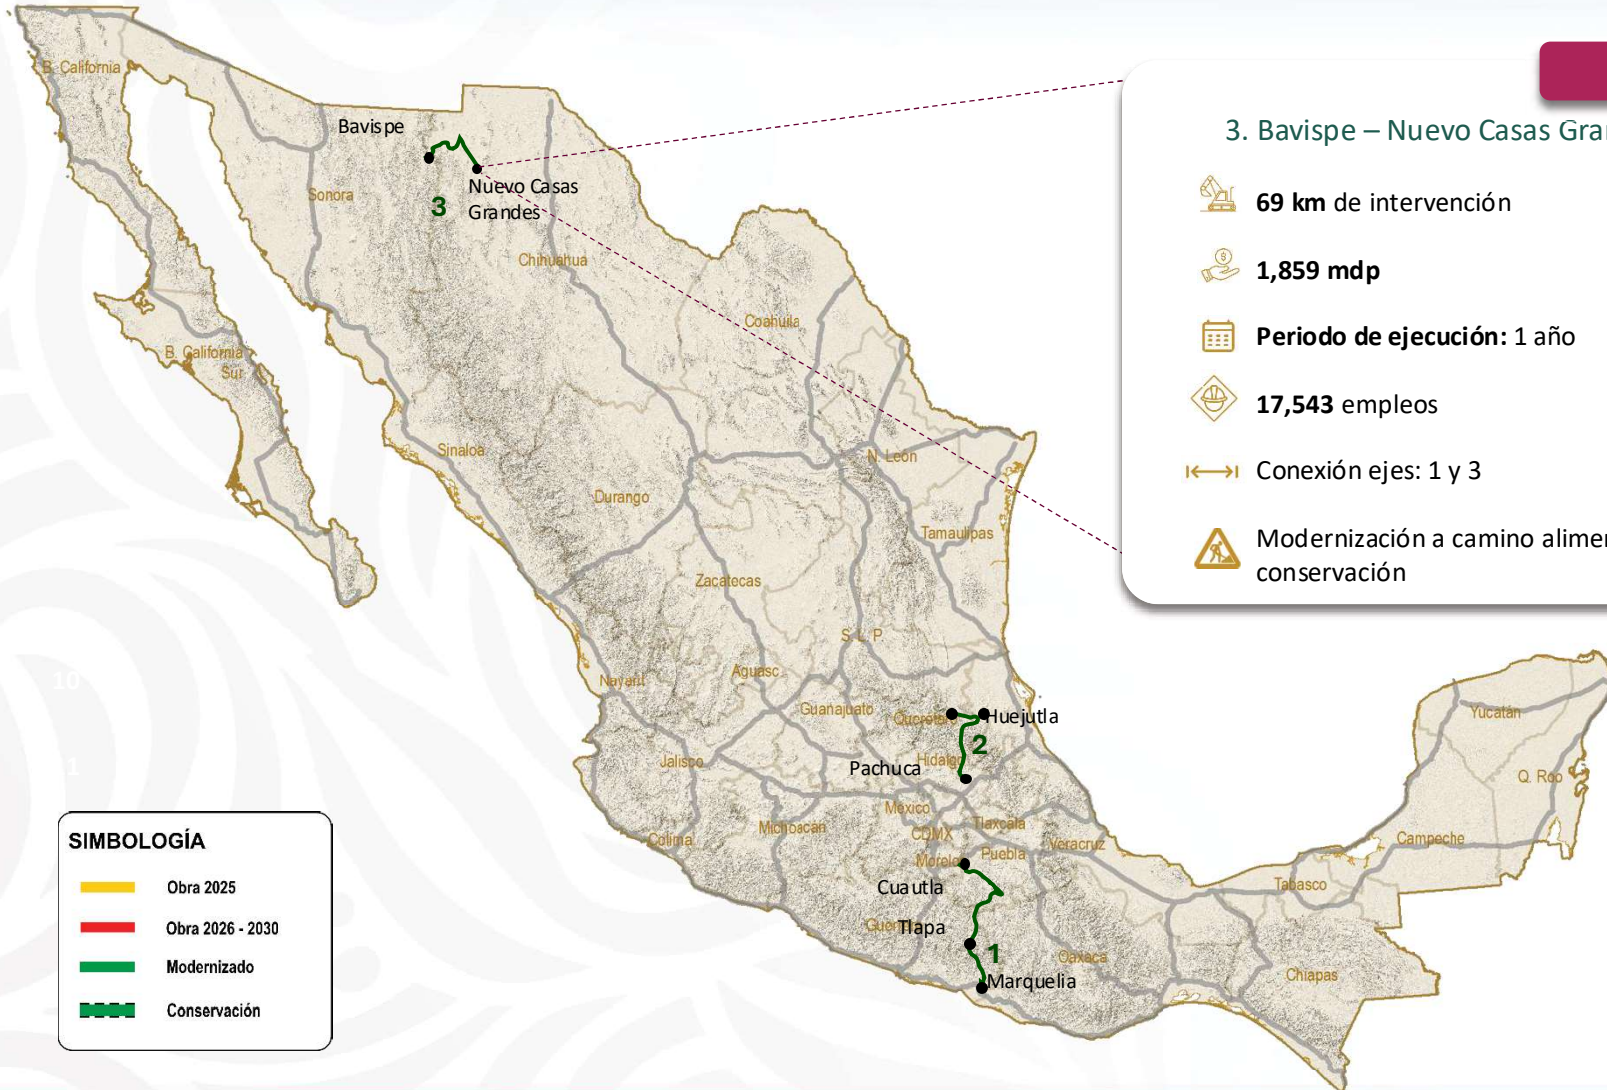 B. California
Bavispe
Sonora
Nuevo Casas
Grandes
3
Chihuahua
Coahuila
B. California
Sur
Sinaloa
N. León
Durango
Tamaulipas
Zacatecas
S. L. P
Aguasc
Nayarit
Guanajuato
Querétaro
Huejutla
2
Hidalgo
Pachuca
Jalisco
México
Michoacán
CDMX
Tlaxcala
Colima
Morelos
Puebla
Veracruz
Cuautla
Tlapa
1
Oaxaca
Marquelia
Chiapas
Tabasco
Campeche
Yucatán
Q. Roo
10
1
3. Bavispe – Nuevo Casas Gran
69 km de intervención
1,859 mdp
Periodo de ejecución: 1 año
17,543 empleos
Conexión ejes: 1 y 3
Modernización a camino alimen
conservación
SIMBOLOGÍA
Obra 2025
Obra 2026 - 2030
Modernizado
Conservación